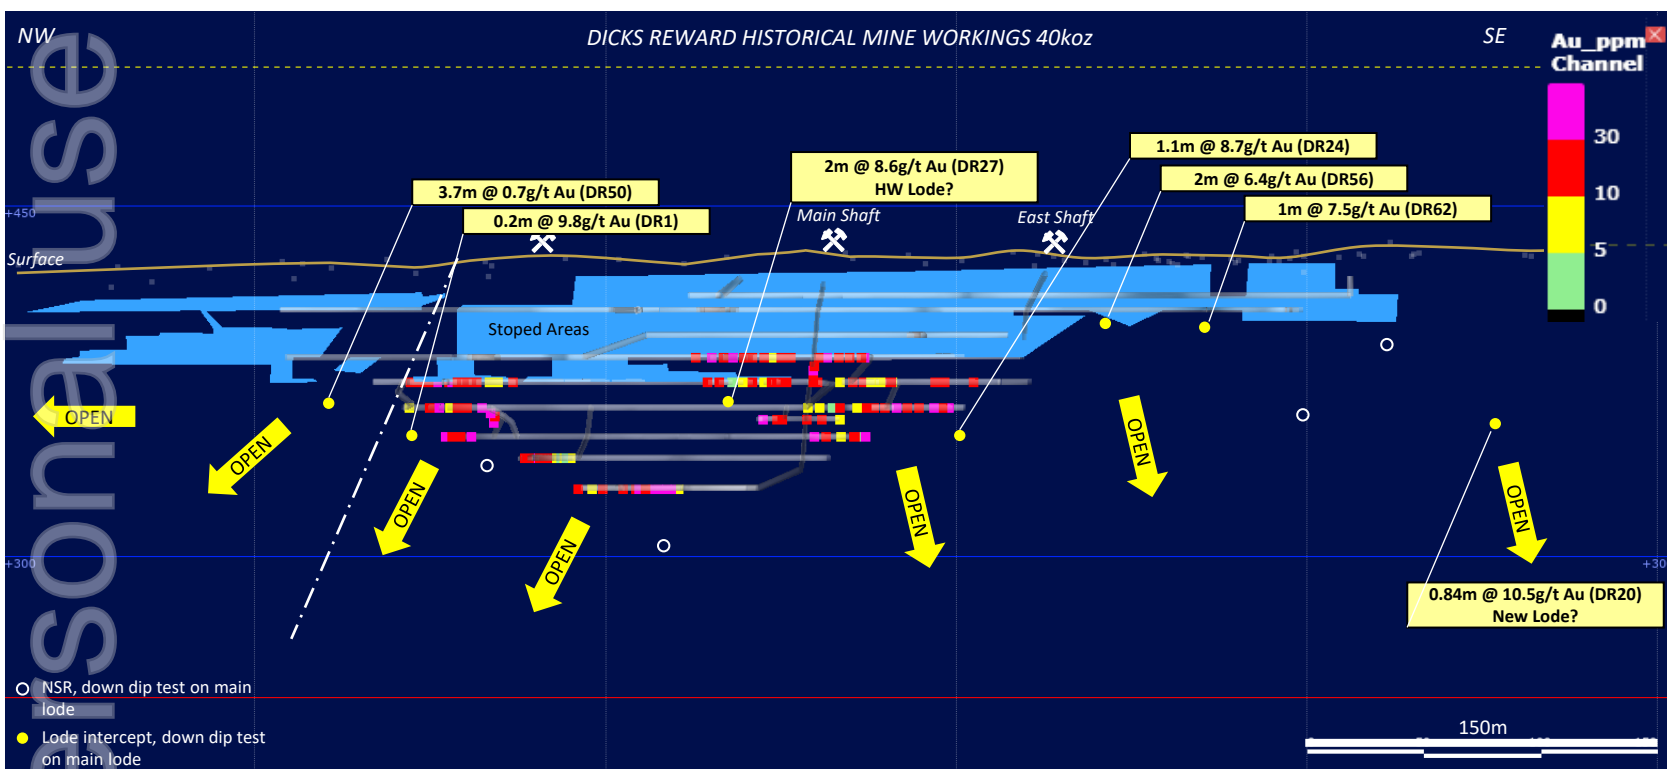 NW
DICKS REWARD HISTORICAL MINE WORKINGS 40koz
SE
Au_ppm
Channel
30
10
5
0
1.1m @ 8.7g/t Au (DR24)
2m @ 8.6g/t Au (DR27)
HW Lode?
2m @ 6.4g/t Au (DR56)
3.7m @ 0.7g/t Au (DR50)
1m @ 7.5g/t Au (DR62)
0.2m @ 9.8g/t Au (DR1)
+450
Main Shaft
East Shaft
Surface
Stoped Areas
OPEN
OPEN
OPEN
OPEN
OPEN
OPEN
OPEN
+300
+30
0.84m @ 10.5g/t Au (DR20)
New Lode?
NSR, down dip test on main
lode
Lode intercept, down dip test
on main lode
150m
ersonal use